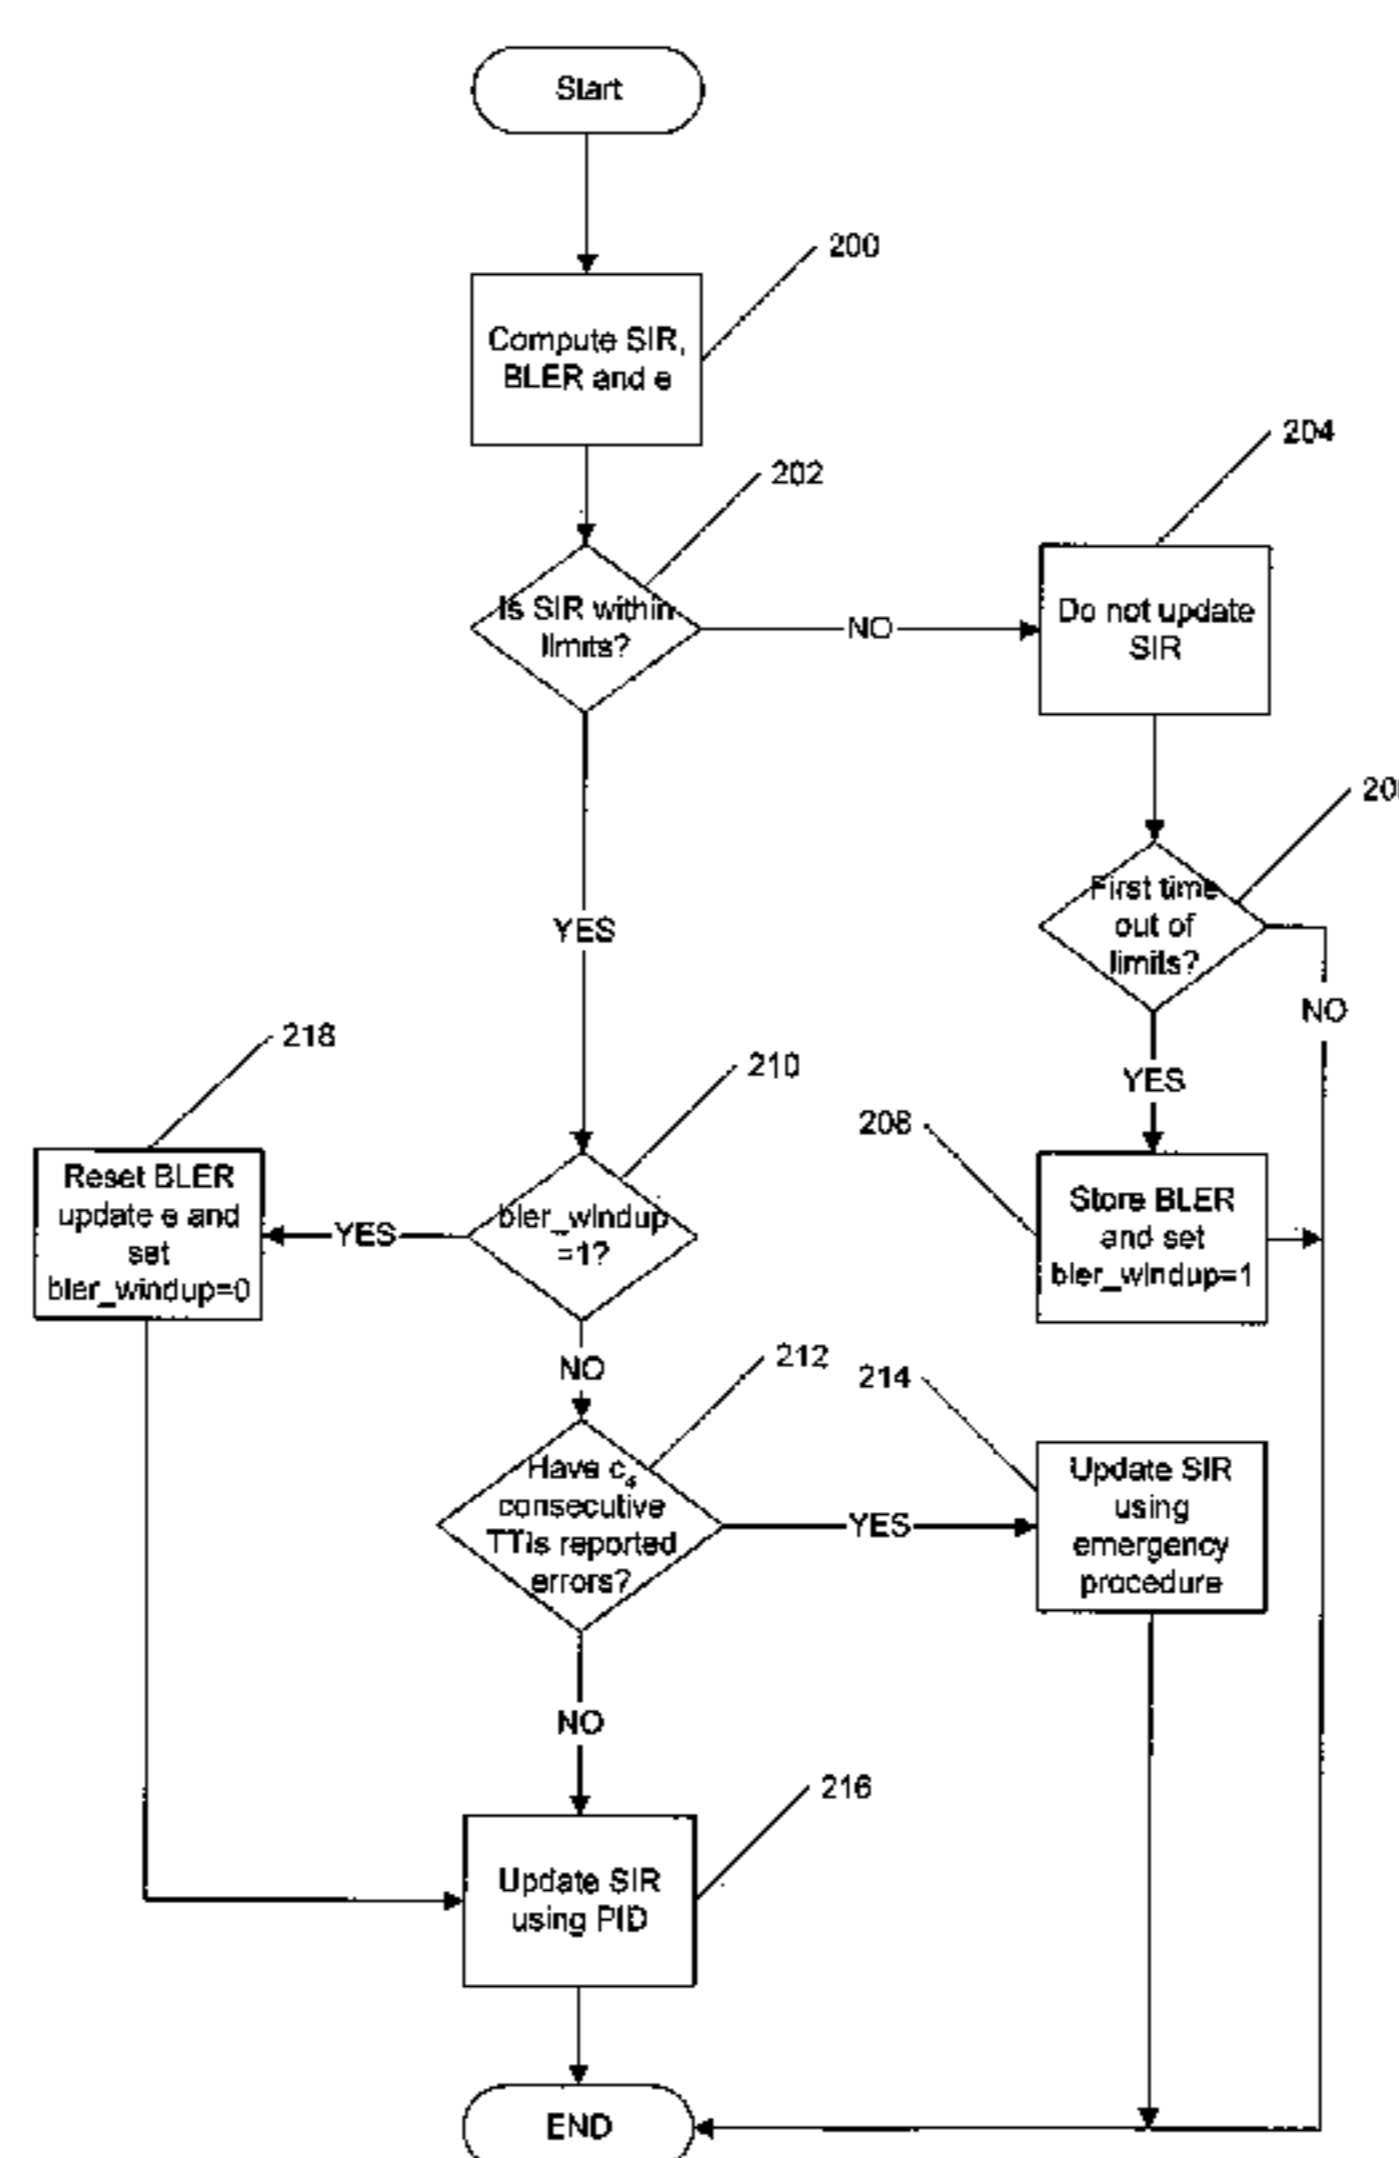 Start
200
Compute SIR,
BLER and e
202
204
Is SIR within
limits?
NO
Do not update
SIR
YES
First time
out of
limits?
NO
YES
218
210
208
Reset BLER
update e and
set
bler_windup=0
YES
bler_windup
=1?
Store BLER
and set
bler_windup=1
NO
212
214
Have c4
consecutive
TTIs reported
errors?
YES
Update SIR
using
emergency
procedure
NO
216
Update SIR
using PID
END